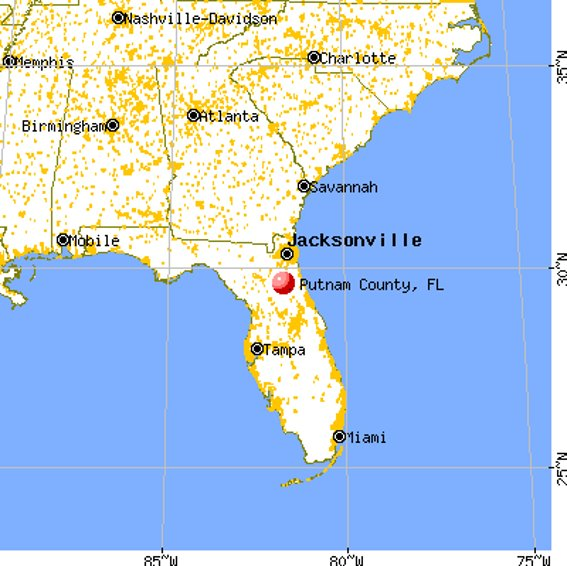 Nashville-Davidson
Memphis
Charlotte
35°N
Atlanta
Birmingham
Savannah
Mobile
Jacksonville
30°N
Putnam County, FL
Tampa
Miami
25°N
85°W
80°W
75°W